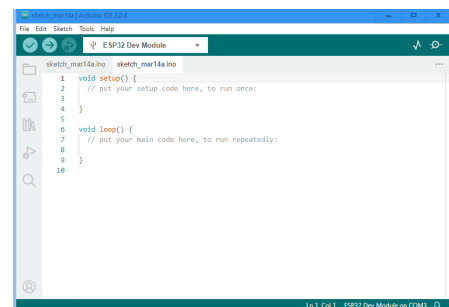 sketch_mar14a | Arduino IDE 2.0.4
File Edit Sketch Tools Help
ESP32 Dev Module
sketch_mar14a.ino sketch_mar14a.ino ...
1 void setup() {
2 // put your setup code here, to run once:
3
4 }
5
6 void loop() {
7 // put your main code here, to run repeatedly:
8
9 }
10
Ln 1, Col 1 ESP32 Dev Module on COM3